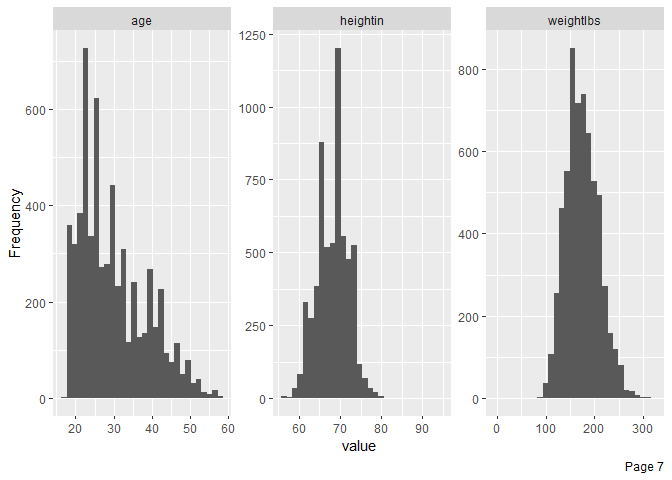 age heightin weightlbs
Frequency
0 200 400 600
0 250 500 750 1000 1250
0 200 400 600 800
20 30 40 50 60
60 70 80 90
0 100 200 300
value
Page 7